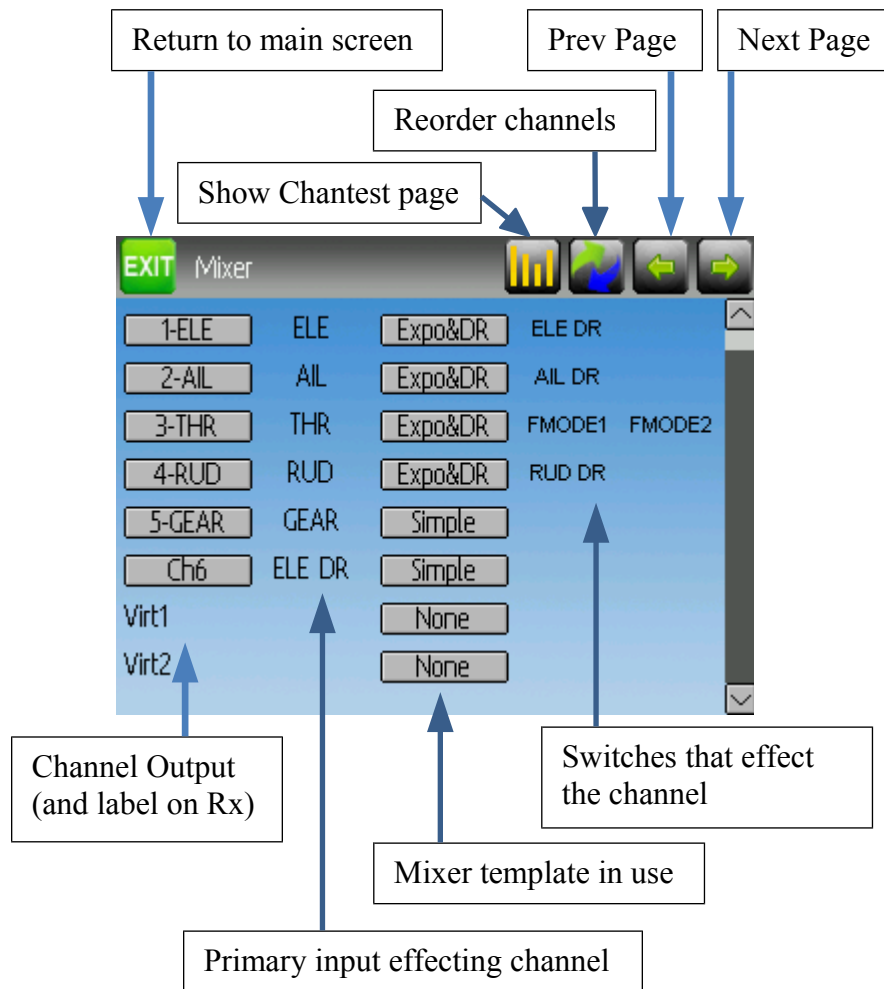 Return to main screen
Prev Page
Next Page
Reorder channels
Show Chantest page
EXIT Mixer
1-ELE ELE Expo&DR ELE DR
2-AIL AIL Expo&DR AIL DR
3-THR THR Expo&DR FMODE1 FMODE2
4-RUD RUD Expo&DR RUD DR
5-GEAR GEAR Simple
Ch6 ELE DR Simple
Virt1 None
Virt2 None
Channel Output
(and label on Rx)
Switches that effect
the channel
Mixer template in use
Primary input effecting channel